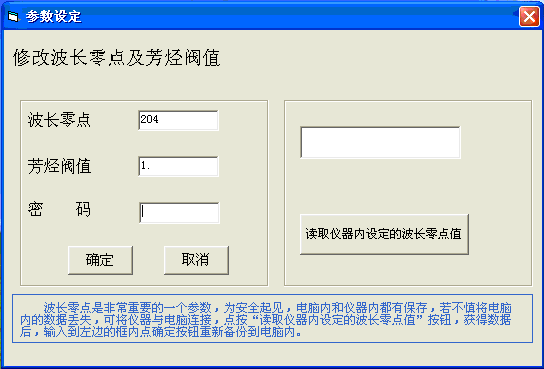 参数设定
修改波长零点及芳烃阀值
波长零点 204
芳烃阀值 1.
密 码
确定 取消
读取仪器内设定的波长零点值
波长零点是非常重要的一个参数，为安全起见，电脑内和仪器内都有保存，若不慎将电脑
内的数据丢失，可将仪器与电脑连接，点按“读取仪器内设定的波长零点值”按钮，获得数据
后，输入到左边的框内点确定按钮重新备份到电脑内。